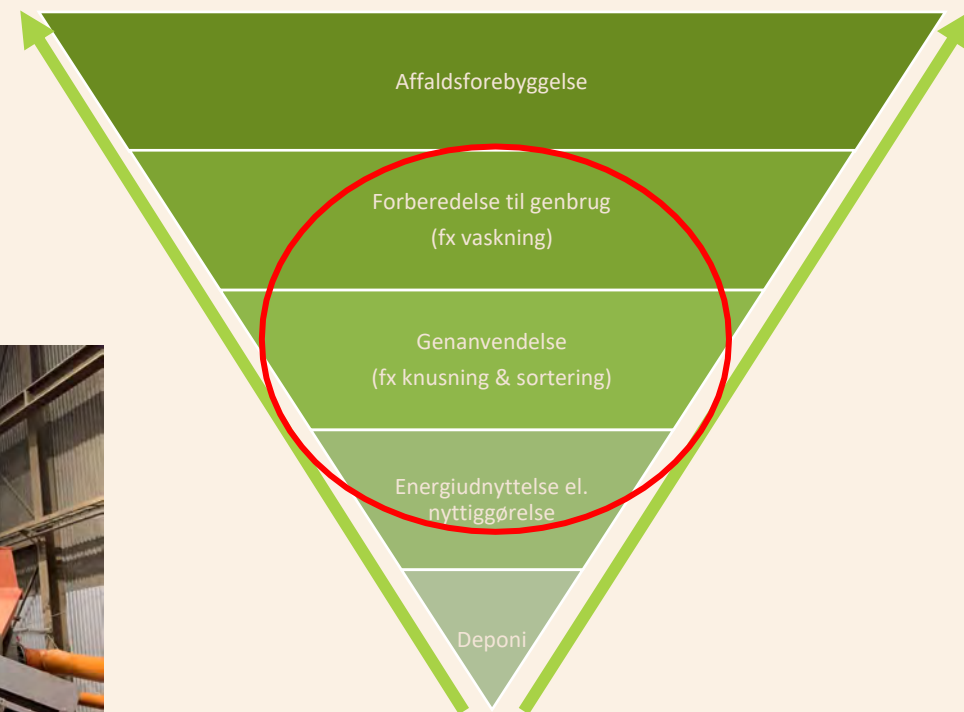 Affaldsforebyggelse
Forberedelse til genbrug
(fx vaskning)
Genanvendelse
(fx knusning & sortering)
Energiudnyttelse el.
nyttiggørelse
Deponi